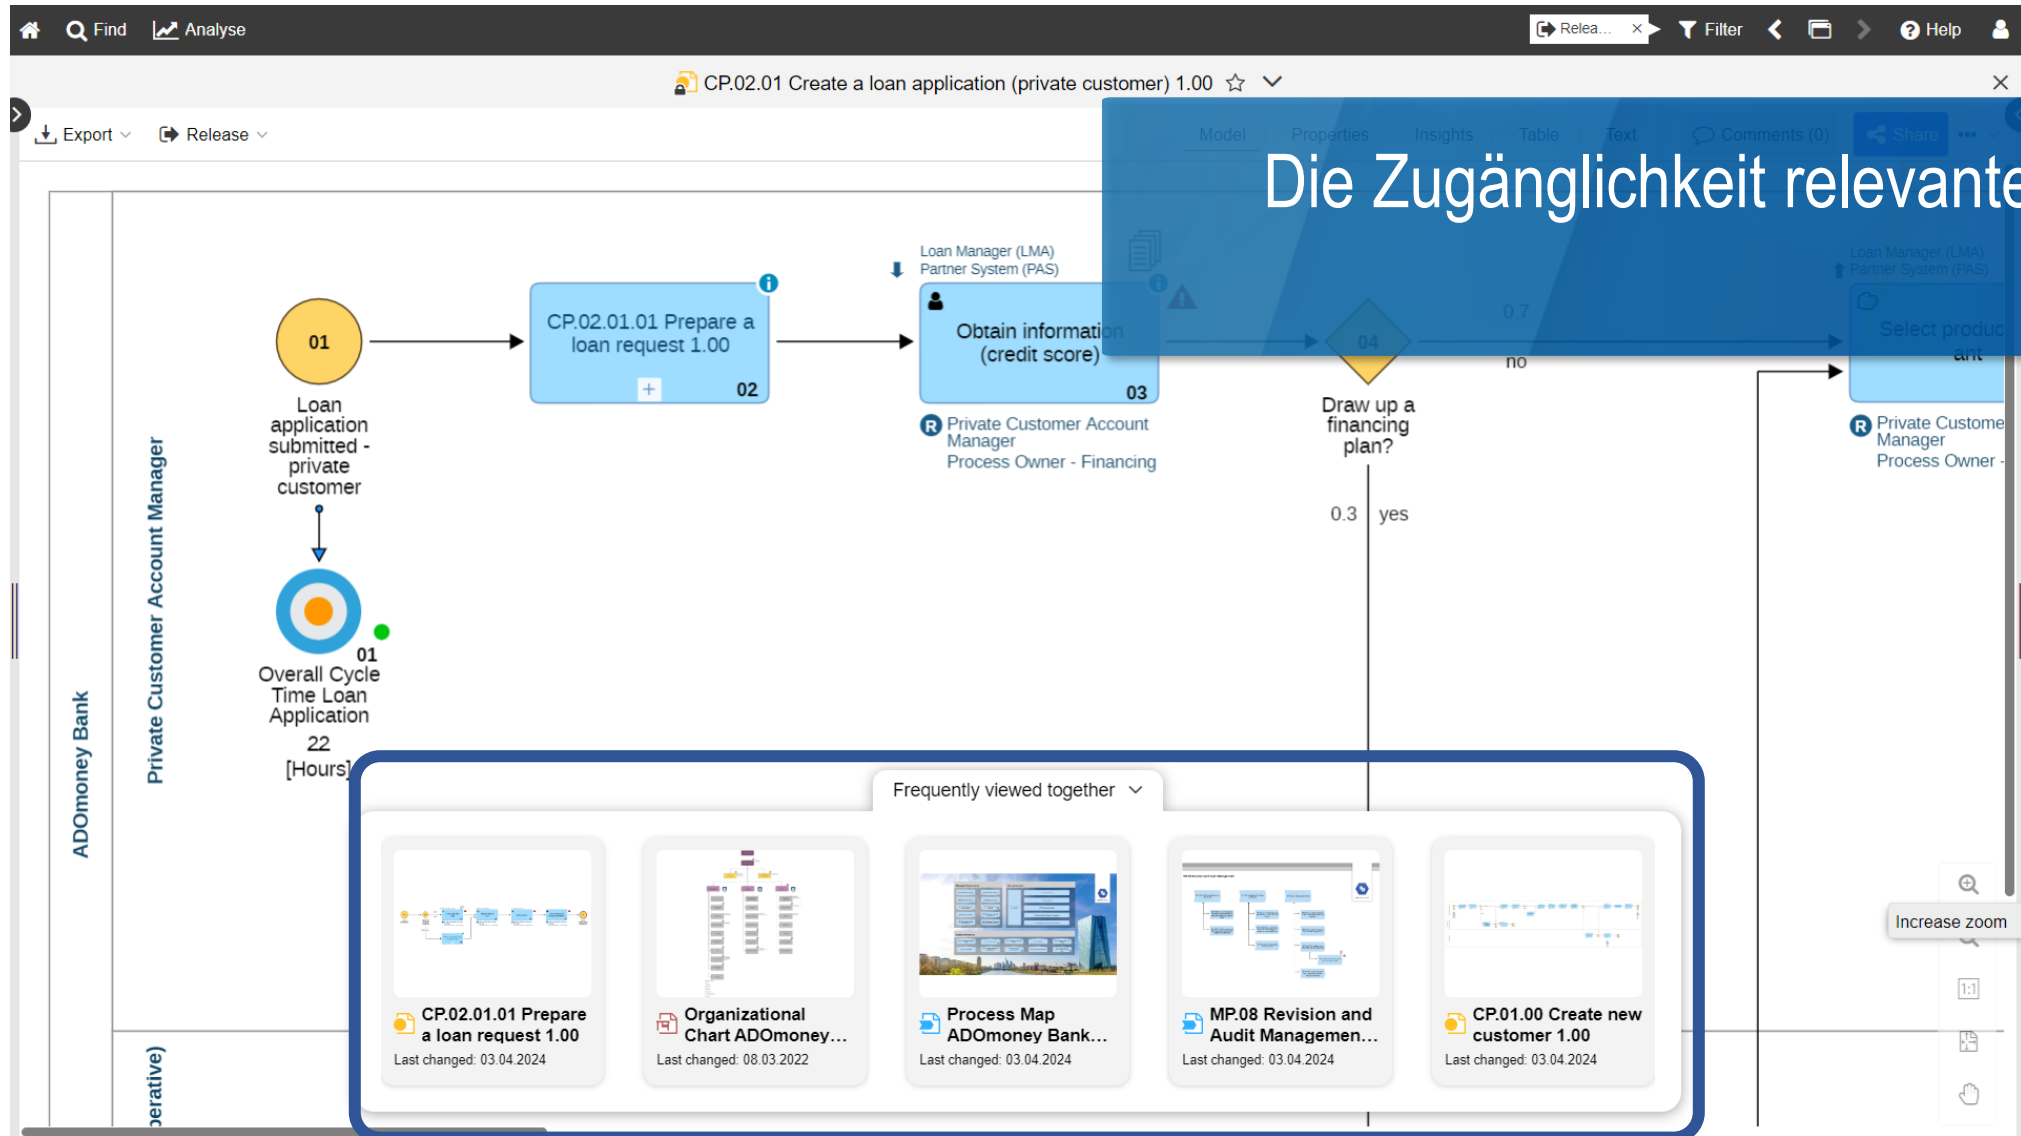 Find
Analyse
Relea...
Filter
Help
CP.02.01 Create a loan application (private customer) 1.00
Export
Release
Model
Properties
Insights
Table
Text
Comments (0)
Share
Die Zugänglichkeit relevante
ADOmoney Bank
Private Customer Account Manager
perative)
01
Loan
application
submitted -
private
customer
01
Overall Cycle
Time Loan
Application
22
[Hours]
CP.02.01.01 Prepare a
loan request 1.00
02
Loan Manager (LMA)
Partner System (PAS)
Obtain information
(credit score)
03
Private Customer Account
Manager
Process Owner - Financing
04
Draw up a
financing
plan?
0.7
no
0.3
yes
Loan Manager (LMA)
Partner System (PAS)
Select produc
ant
Private Custome
Manager
Process Owner -
Frequently viewed together
CP.02.01.01 Prepare
a loan request 1.00
Last changed: 03.04.2024
Organizational
Chart ADOmoney...
Last changed: 08.03.2022
Process Map
ADOmoney Bank...
Last changed: 03.04.2024
MP.08 Revision and
Audit Managemen...
Last changed: 03.04.2024
CP.01.00 Create new
customer 1.00
Last changed: 03.04.2024
Increase zoom
1:1